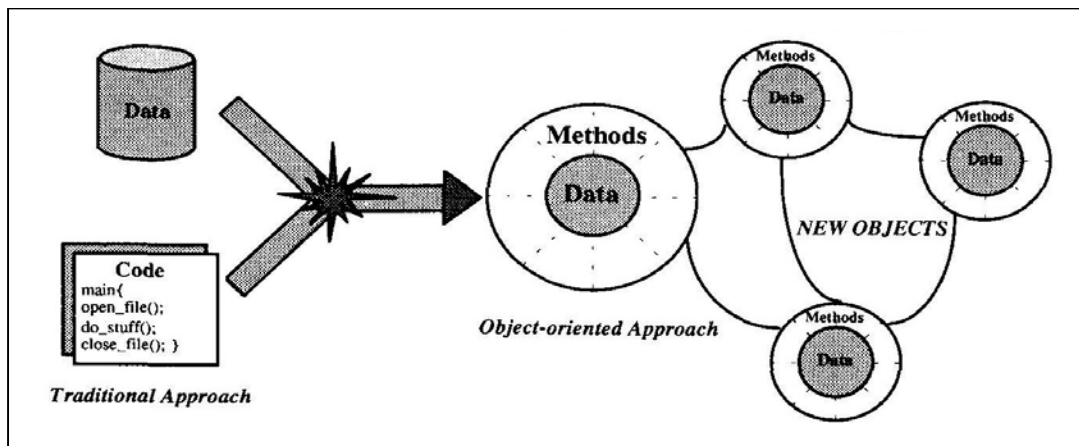 Data
Code
main{
open_file();
do_stuff();
close_file(); }
Traditional Approach
Methods
Data
Object-oriented Approach
Methods
Data
Methods
Data
NEW OBJECTS
Methods
Data